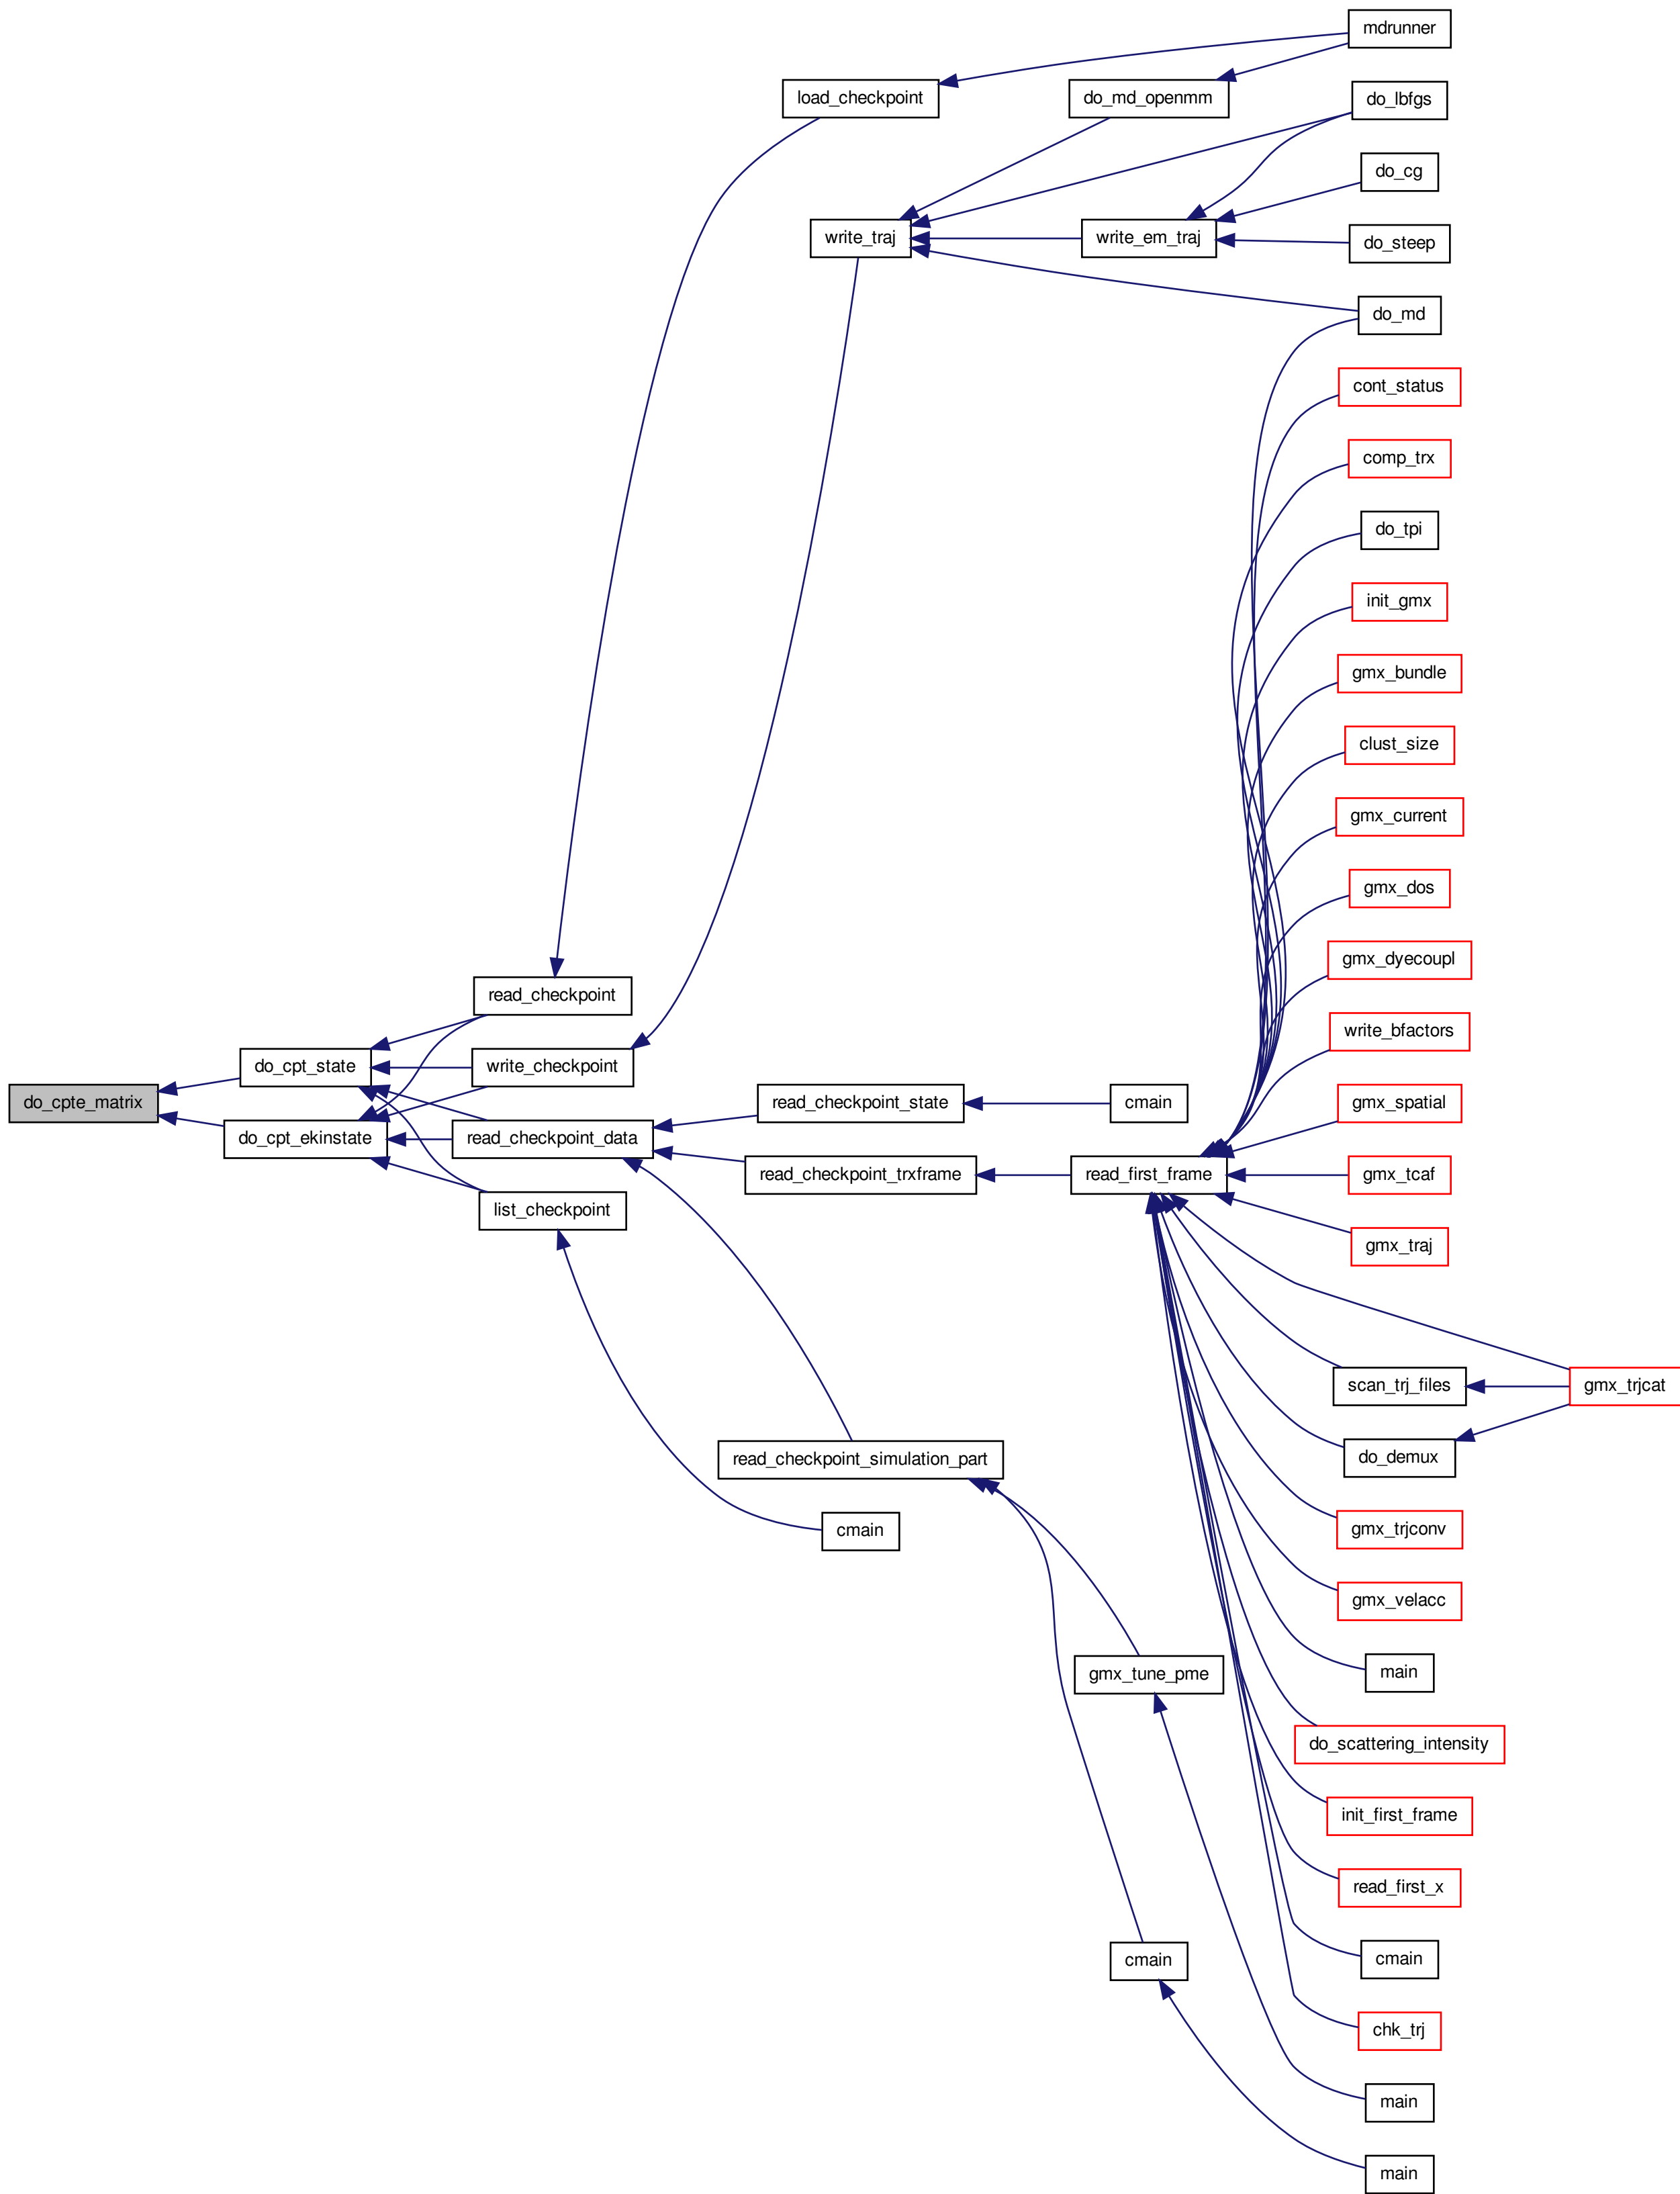 mdrunner
load_checkpoint
do_md_openmm
do_lbfgs
do_cg
write_traj
write_em_traj
do_steep
do_md
cont_status
comp_trx
do_tpi
init_gmx
gmx_bundle
clust_size
gmx_current
gmx_dos
gmx_dyecoupl
read_checkpoint
write_bfactors
do_cpt_state
write_checkpoint
do_cpte_matrix
read_checkpoint_state
cmain
gmx_spatial
do_cpt_ekinstate
read_checkpoint_data
read_checkpoint_trxframe
read_first_frame
gmx_tcaf
list_checkpoint
gmx_traj
scan_trj_files
gmx_trjcat
read_checkpoint_simulation_part
do_demux
cmain
gmx_trjconv
gmx_velacc
gmx_tune_pme
main
do_scattering_intensity
init_first_frame
read_first_x
cmain
cmain
chk_trj
main
main